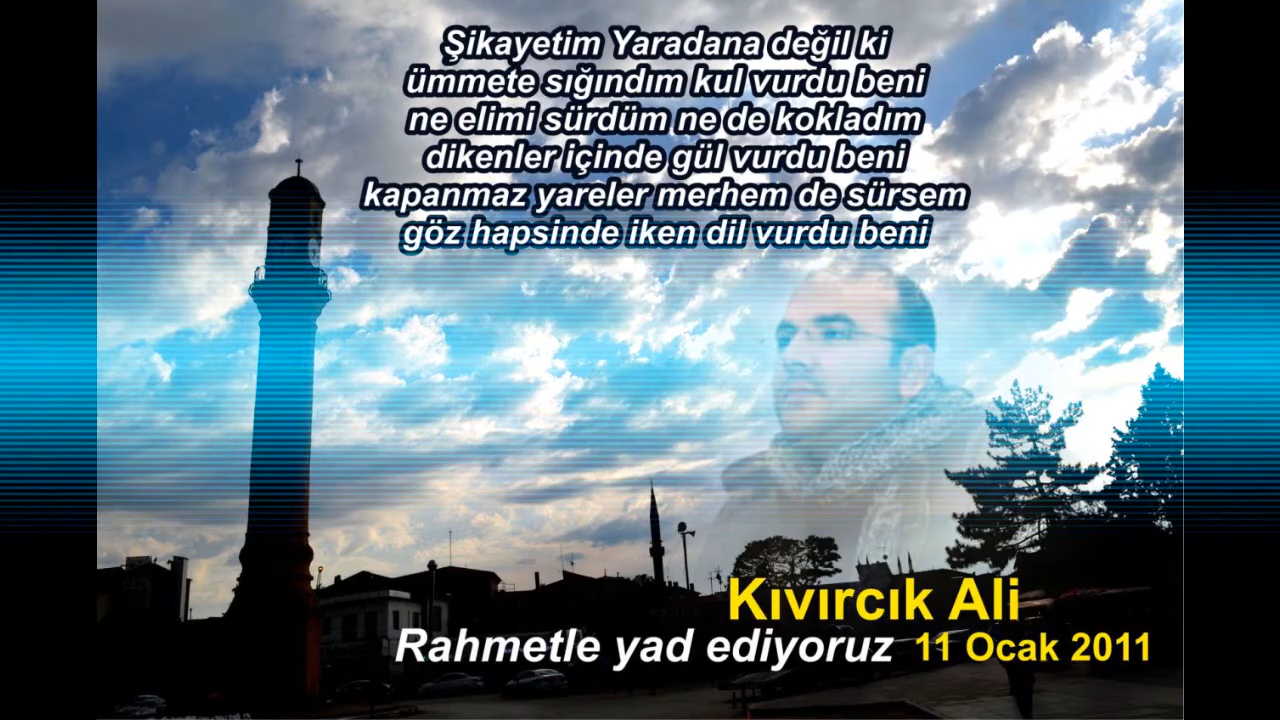 Şikayetim Yaradana değil ki
ümmete sığındım kul vurdu beni
ne elimi sürdüm ne de kokladım
dikenler içinde gül vurdu beni
kapanmaz yareler merhem de sürsem
göz hapsinde iken dil vurdu beni
Kıvırcık Ali
Rahmetle yad ediyoruz 11 Ocak 2011